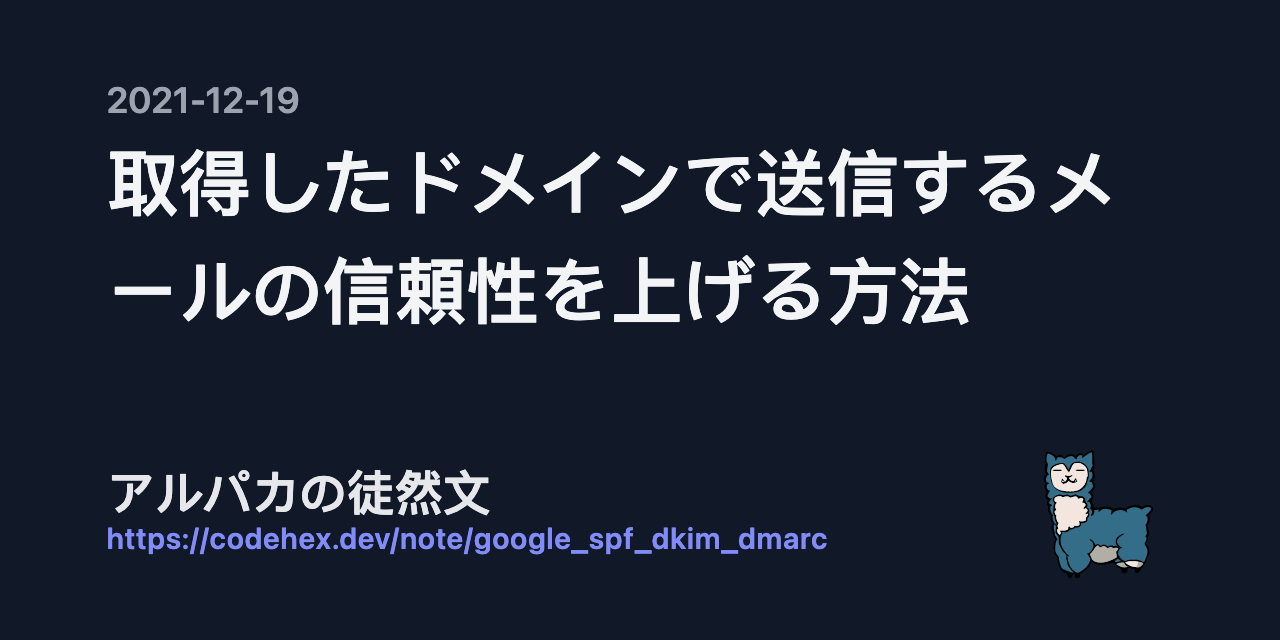 2021-12-19
取得したドメインで送信するメ
ールの信頼性を上げる方法
アルパカの徒然文
https://codehex.dev/note/google_spf_dkim_dmarc